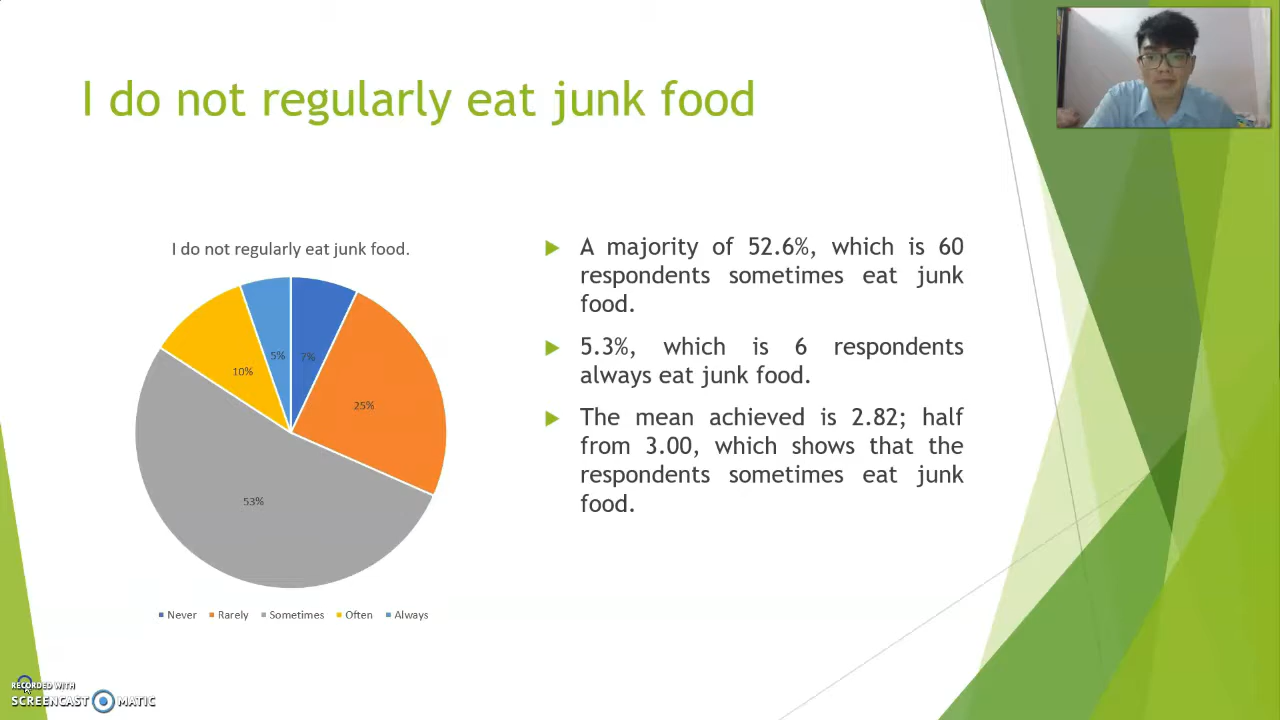 I do not regularly eat junk food
I do not regularly eat junk food.
5%
7%
10%
25%
53%
Never Rarely Sometimes Often Always
A majority of 52.6%, which is 60
respondents sometimes eat junk
food.
5.3%, which is 6 respondents
always eat junk food.
The mean achieved is 2.82; half
from 3.00, which shows that the
respondents sometimes eat junk
food.
RECORDED WITH
SCREENCAST MATIC